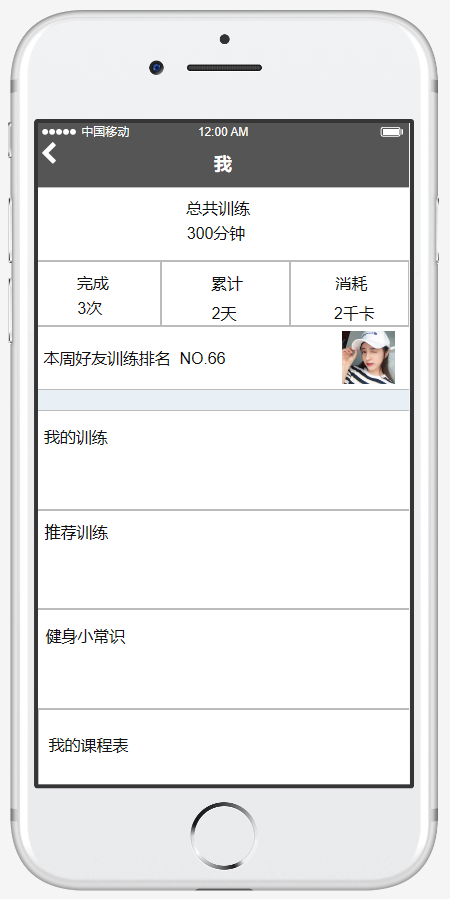 中国移动 12:00 AM
我
总共训练
300分钟
完成 累计 消耗
3次 2天 2千卡
本周好友训练排名 NO.66
我的训练
推荐训练
健身小常识
我的课程表